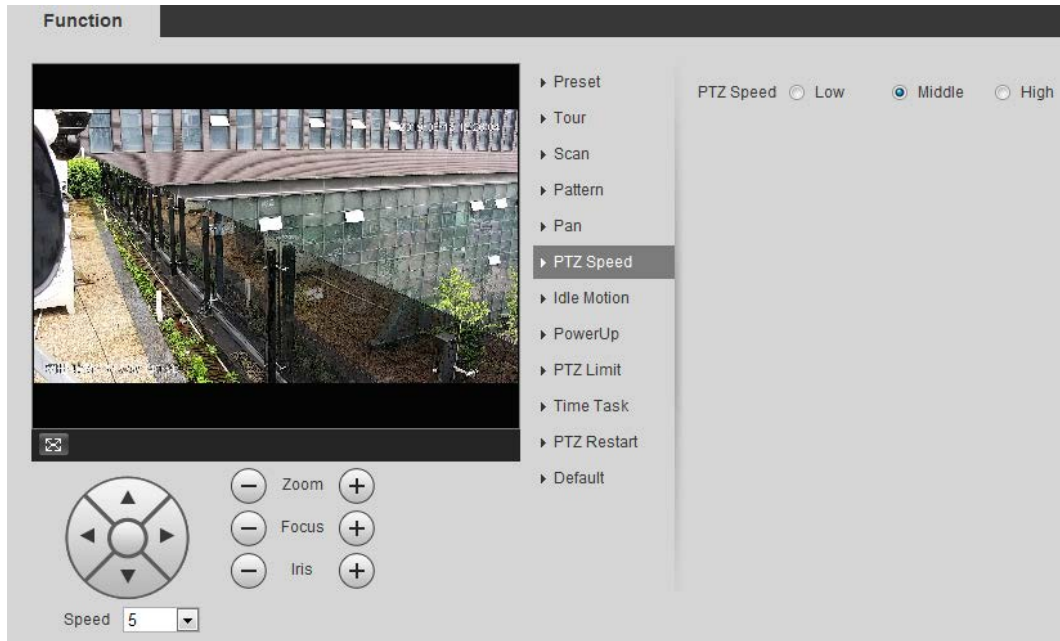 Function
Preset
Tour
Scan
Pattern
Pan
PTZ Speed
Idle Motion
PowerUp
PTZ Limit
Time Task
PTZ Restart
Default
PTZ Speed Low Middle High
Zoom
Focus
Iris
Speed 5